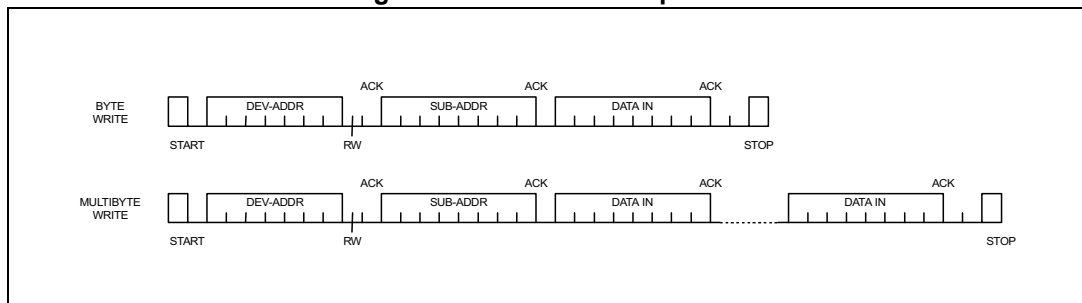 ACK ACK ACK
BYTE WRITE DEV-ADDR SUB-ADDR DATA IN
START RW STOP
ACK ACK ACK ACK
MULTIBYTE WRITE DEV-ADDR SUB-ADDR DATA IN DATA IN
START RW STOP